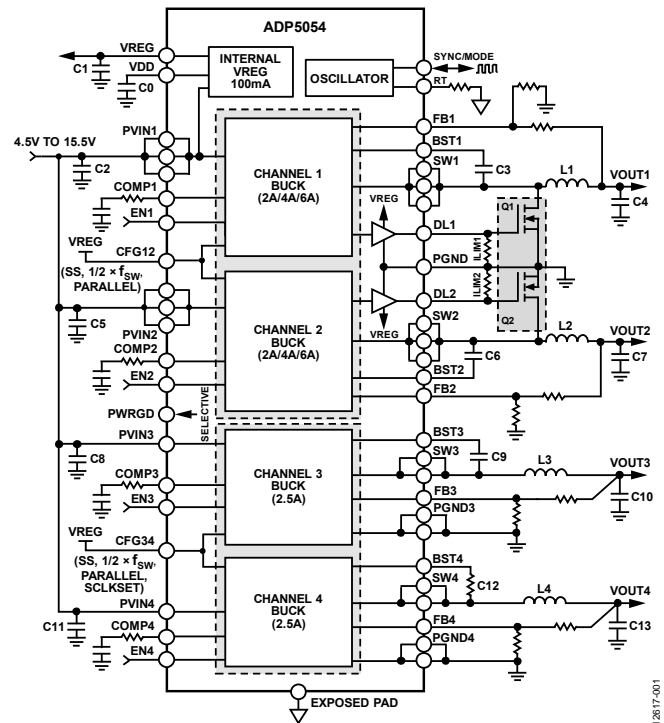 ADP5054
VREG
C1
VDD
C0
INTERNAL
VREG
100mA
OSCILLATOR
SYNC/MODE
RT
4.5V TO 15.5V
PVIN1
C2
COMP1
EN1
CHANNEL 1
BUCK
(2A/4A/6A)
FB1
BST1
C3
SW1
L1
VOUT1
C4
VREG
CFG12
(SS, 1/2 × fSW,
PARALLEL)
VREG
DL1
PGND
DL2
VREG
ILIM1
ILIM2
Q1
Q2
C5
PVIN2
COMP2
EN2
CHANNEL 2
BUCK
(2A/4A/6A)
SW2
L2
VOUT2
C6
C7
BST2
FB2
PWRGD
SELECTIVE
PVIN3
C8
COMP3
EN3
CHANNEL 3
BUCK
(2.5A)
BST3
C9
SW3
L3
VOUT3
C10
FB3
PGND3
VREG
CFG34
(SS, 1/2 × fSW,
PARALLEL,
SCLKSET)
PVIN4
C11
COMP4
EN4
CHANNEL 4
BUCK
(2.5A)
BST4
C12
SW4
L4
VOUT4
C13
FB4
PGND4
EXPOSED PAD
12617-001